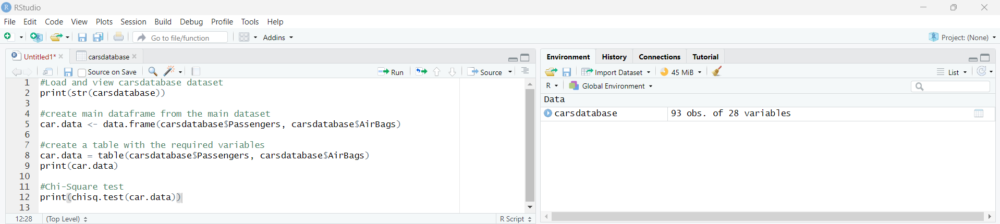 RStudio
File Edit Code View Plots Session Build Debug Profile Tools Help
Go to file/function Addins Project: (None)
Untitled1* carsdatabase
Source on Save Run Source
1 #Load and view carsdatabase dataset
2 print(str(carsdatabase))
3
4 #create main dataframe from the main dataset
5 car.data <- data.frame(carsdatabase$Passengers, carsdatabase$AirBags)
6
7 #create a table with the required variables
8 car.data = table(carsdatabase$Passengers, carsdatabase$AirBags)
9 print(car.data)
10
11 #Chi-Square test
12 print(chisq.test(car.data))
13
12:28 (Top Level) R Script
Environment History Connections Tutorial
Import Dataset 45 MiB List
R Global Environment
Data
carsdatabase 93 obs. of 28 variables